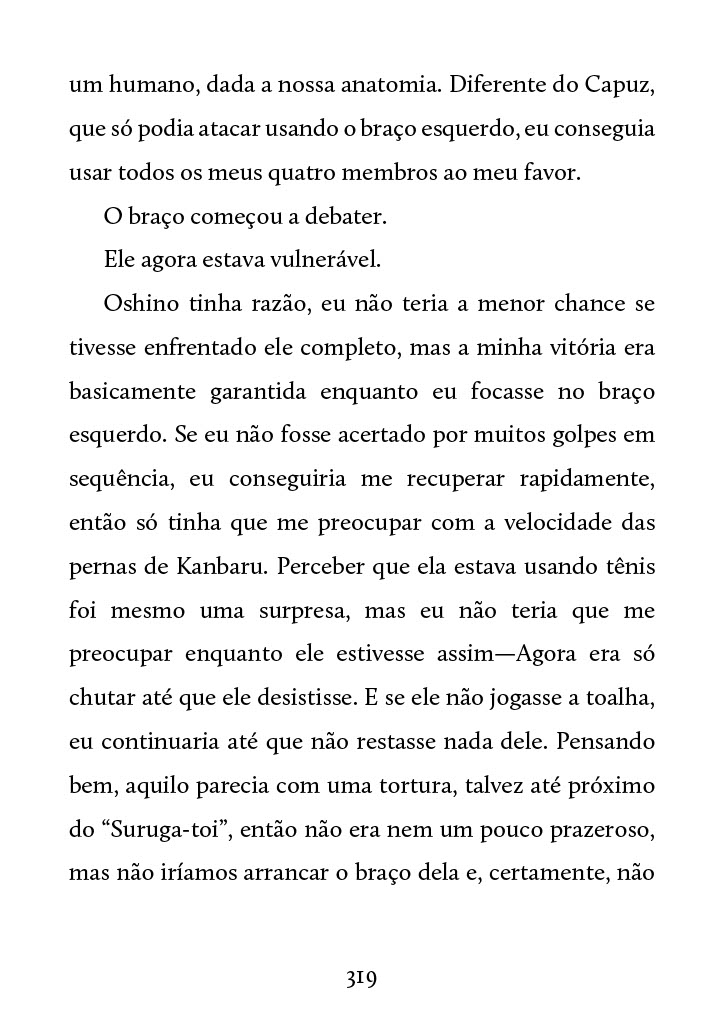 um humano, dada a nossa anatomia. Diferente do Capuz,
que só podia atacar usando o braço esquerdo, eu conseguia
usar todos os meus quatro membros ao meu favor.
O braço começou a debater.
Ele agora estava vulnerável.
Oshino tinha razão, eu não teria a menor chance se
tivesse enfrentado ele completo, mas a minha vitória era
basicamente garantida enquanto eu focasse no braço
esquerdo. Se eu não fosse acertado por muitos golpes em
sequência, eu conseguiria me recuperar rapidamente,
então só tinha que me preocupar com a velocidade das
pernas de Kanbaru. Perceber que ela estava usando tênis
foi mesmo uma surpresa, mas eu não teria que me
preocupar enquanto ele estivesse assim—Agora era só
chutar até que ele desistisse. E se ele não jogasse a toalha,
eu continuaria até que não restasse nada dele. Pensando
bem, aquilo parecia com uma tortura, talvez até próximo
do “Suruga-toi”, então não era nem um pouco prazeroso,
mas não iríamos arrancar o braço dela e, certamente, não
319